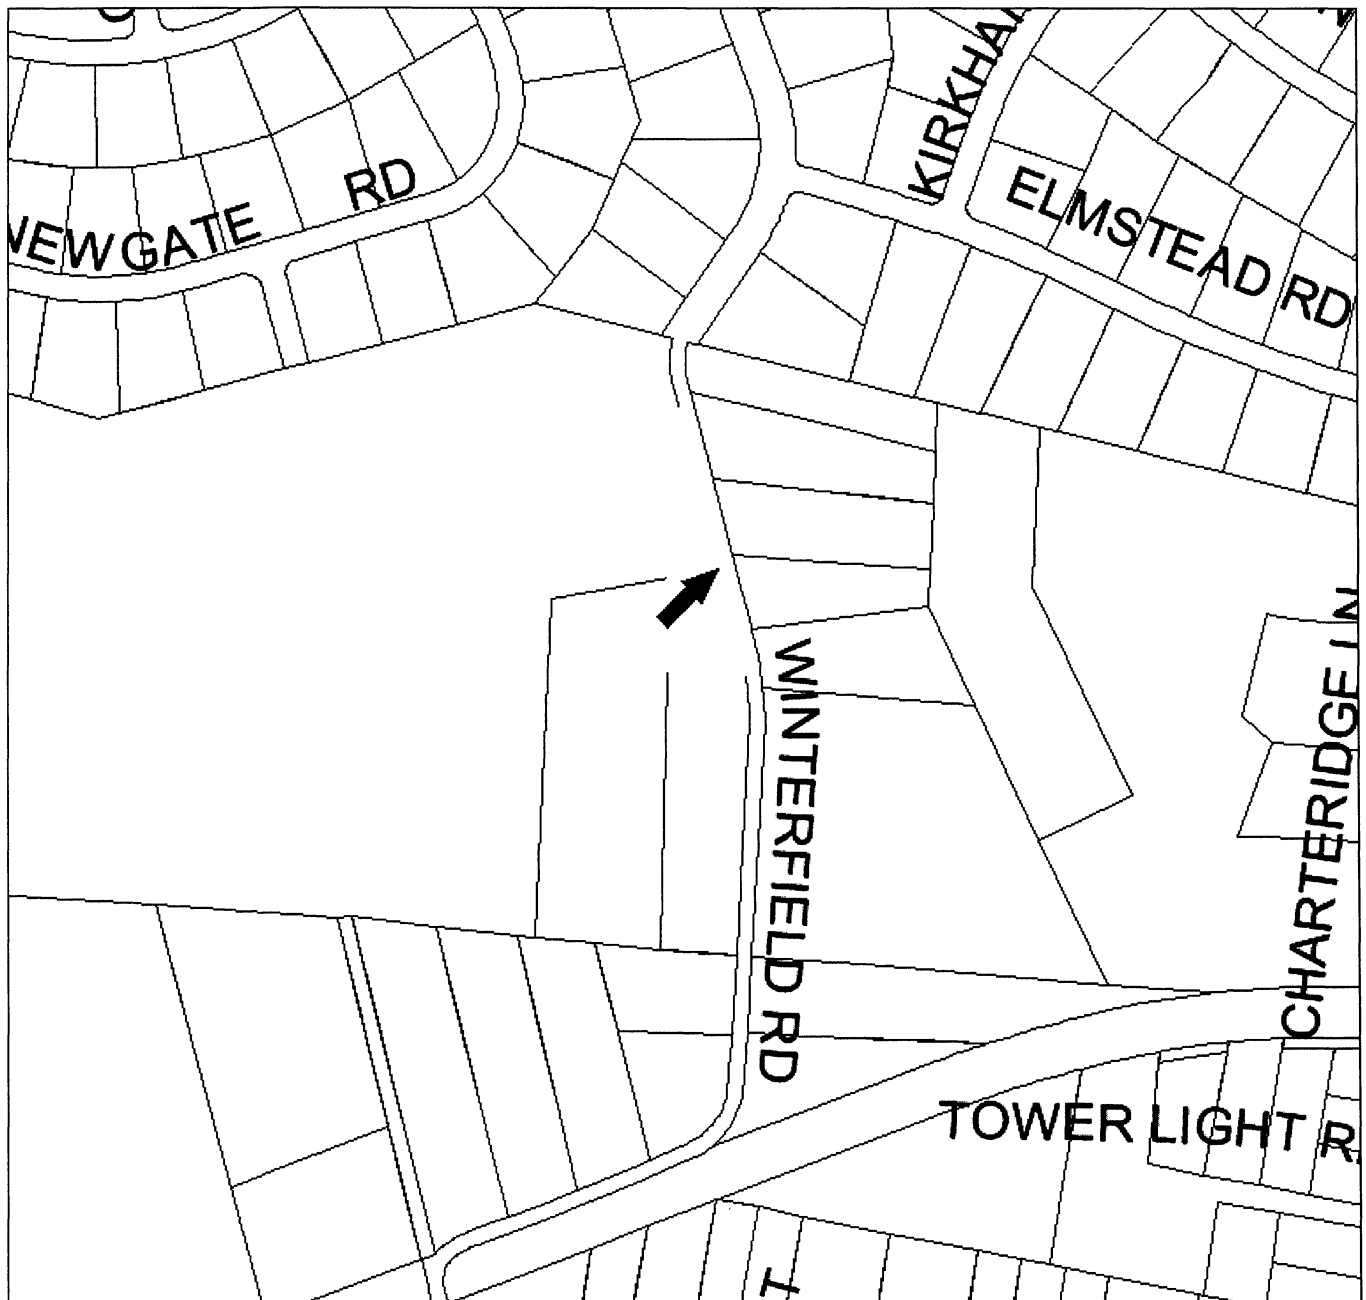 KIRKHA
NEWGATE RD
ELMSTEAD RD
WINTERFIELD RD
CHARTERIDGE LN
TOWER LIGHT R